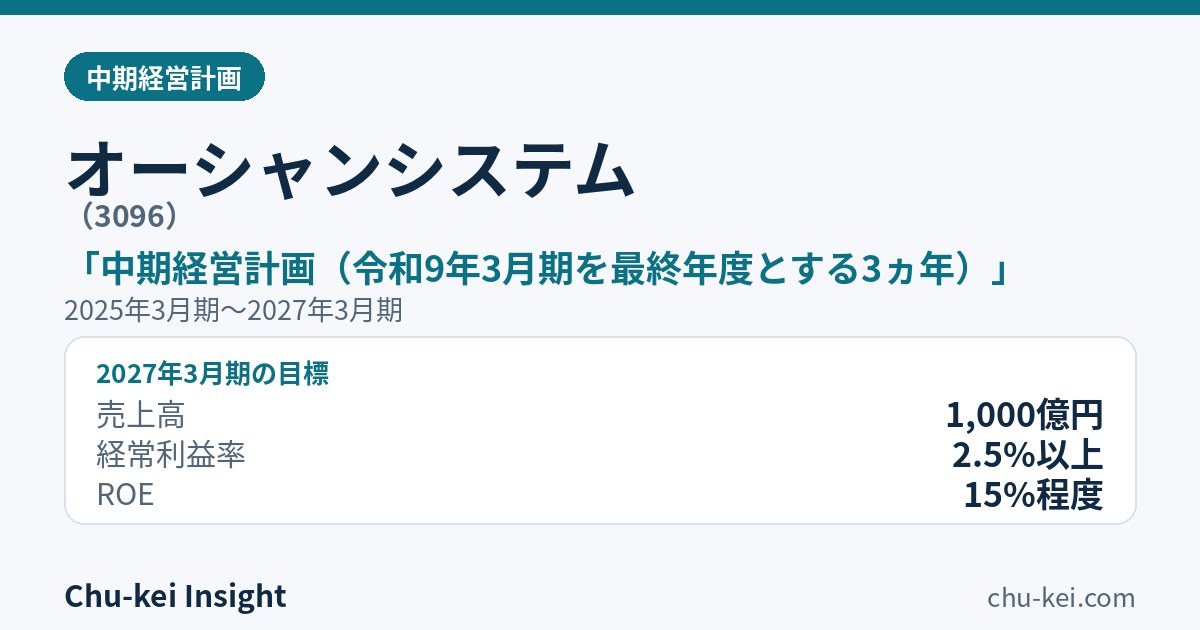 中期経営計画
オーシャンシステム
（3096）
「中期経営計画（令和9年3月期を最終年度とする3ヵ年）」
2025年3月期～2027年3月期
2027年3月期の目標
売上高 1,000億円
経常利益率 2.5%以上
ROE 15%程度
Chu-kei Insight chu-kei.com